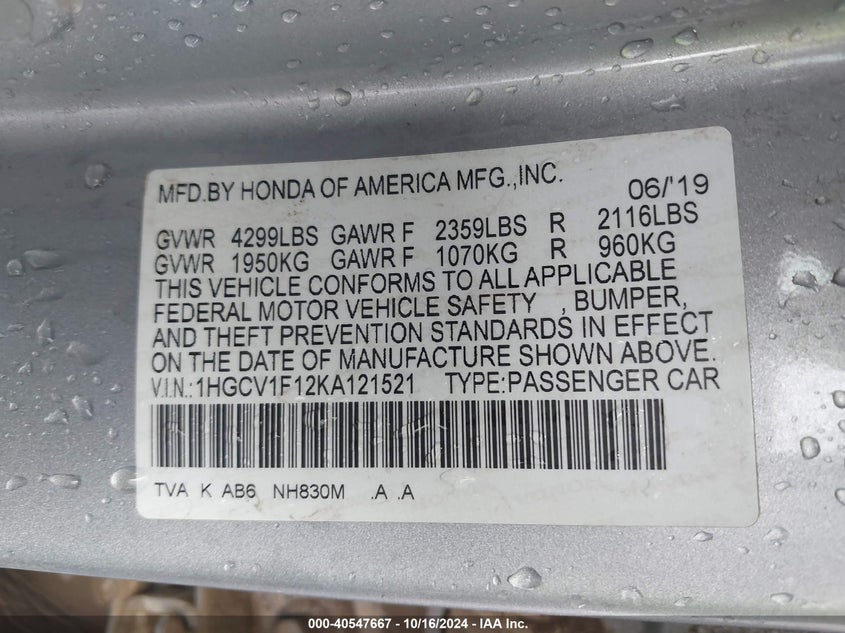 MFD.BY HONDA OF AMERICA MFG.,INC. 06/'19
GVWR 4299LBS GAWR F 2359LBS R 2116LBS
GVWR 1950KG GAWR F 1070KG R 960KG
THIS VEHICLE CONFORMS TO ALL APPLICABLE
FEDERAL MOTOR VEHICLE SAFETY , BUMPER,
AND THEFT PREVENTION STANDARDS IN EFFECT
ON THE DATE OF MANUFACTURE SHOWN ABOVE.
V.I.N.:1HGCV1F12KA121521 TYPE:PASSENGER CAR
TVA K AB6 NH830M .A .A
000-40547667 - 10/16/2024 - IAA Inc.